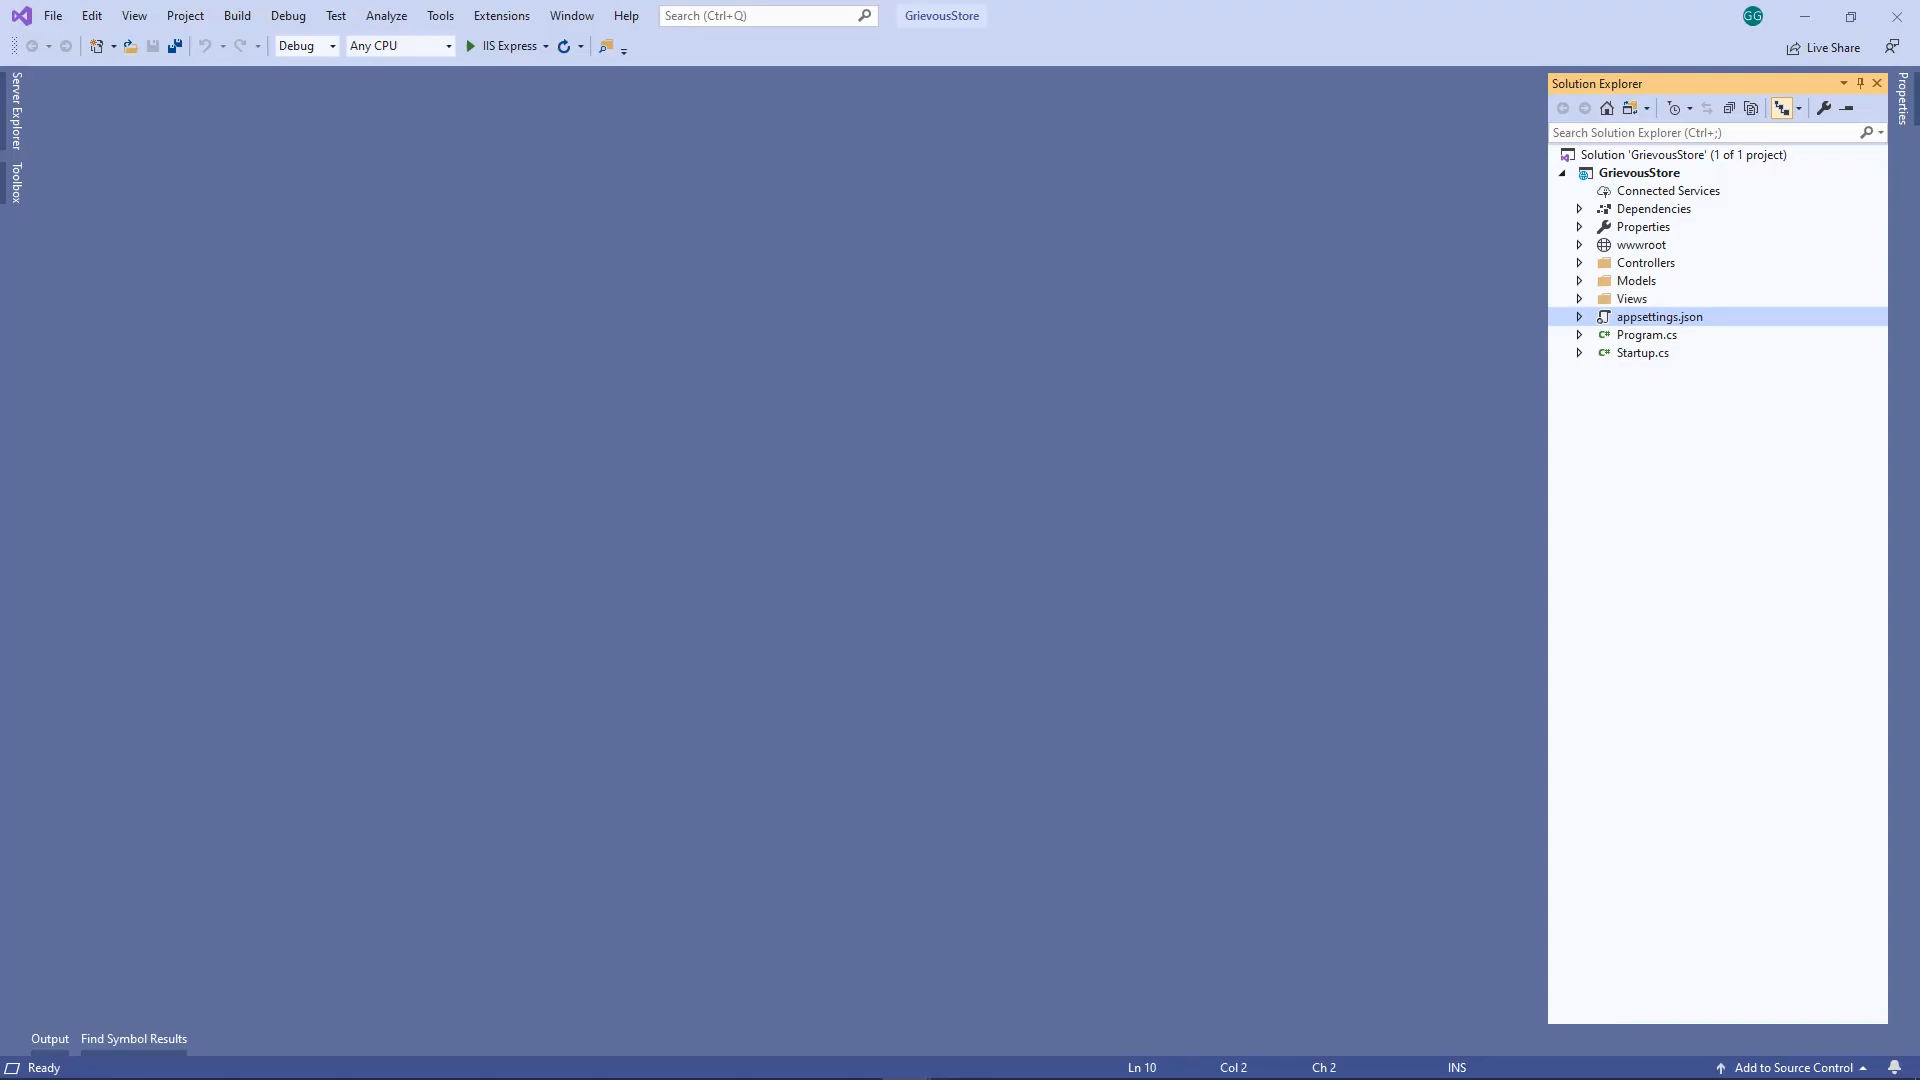 File Edit View Project Build Debug Test Analyze Tools Extensions Window Help Search (Ctrl+Q) GrievousStore GG
Debug Any CPU IIS Express Live Share
Server Explorer
Toolbox
Solution Explorer
Search Solution Explorer (Ctrl+;)
Solution 'GrievousStore' (1 of 1 project)
GrievousStore
Connected Services
Dependencies
Properties
wwwroot
Controllers
Models
Views
appsettings.json
C# Program.cs
C# Startup.cs
Properties
Output Find Symbol Results
Ready Ln 10 Col 2 Ch 2 INS Add to Source Control